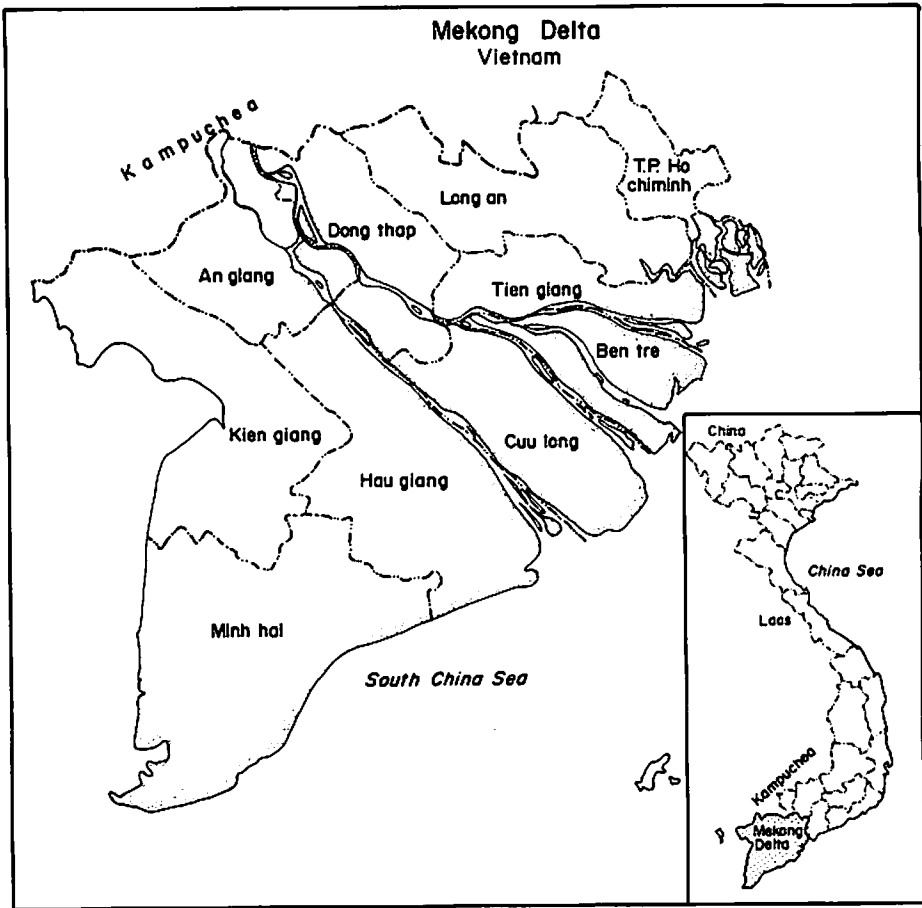 Mekong Delta
Vietnam
Kampuchea
T.P. Ho
chiminh
Long an
Dong thap
An giang
Tien giang
Ben tre
Kien giang
Cuu long
Hau giang
Minh hai
South China Sea
China
China Sea
Laos
Kampuchea
Mekong
Delta